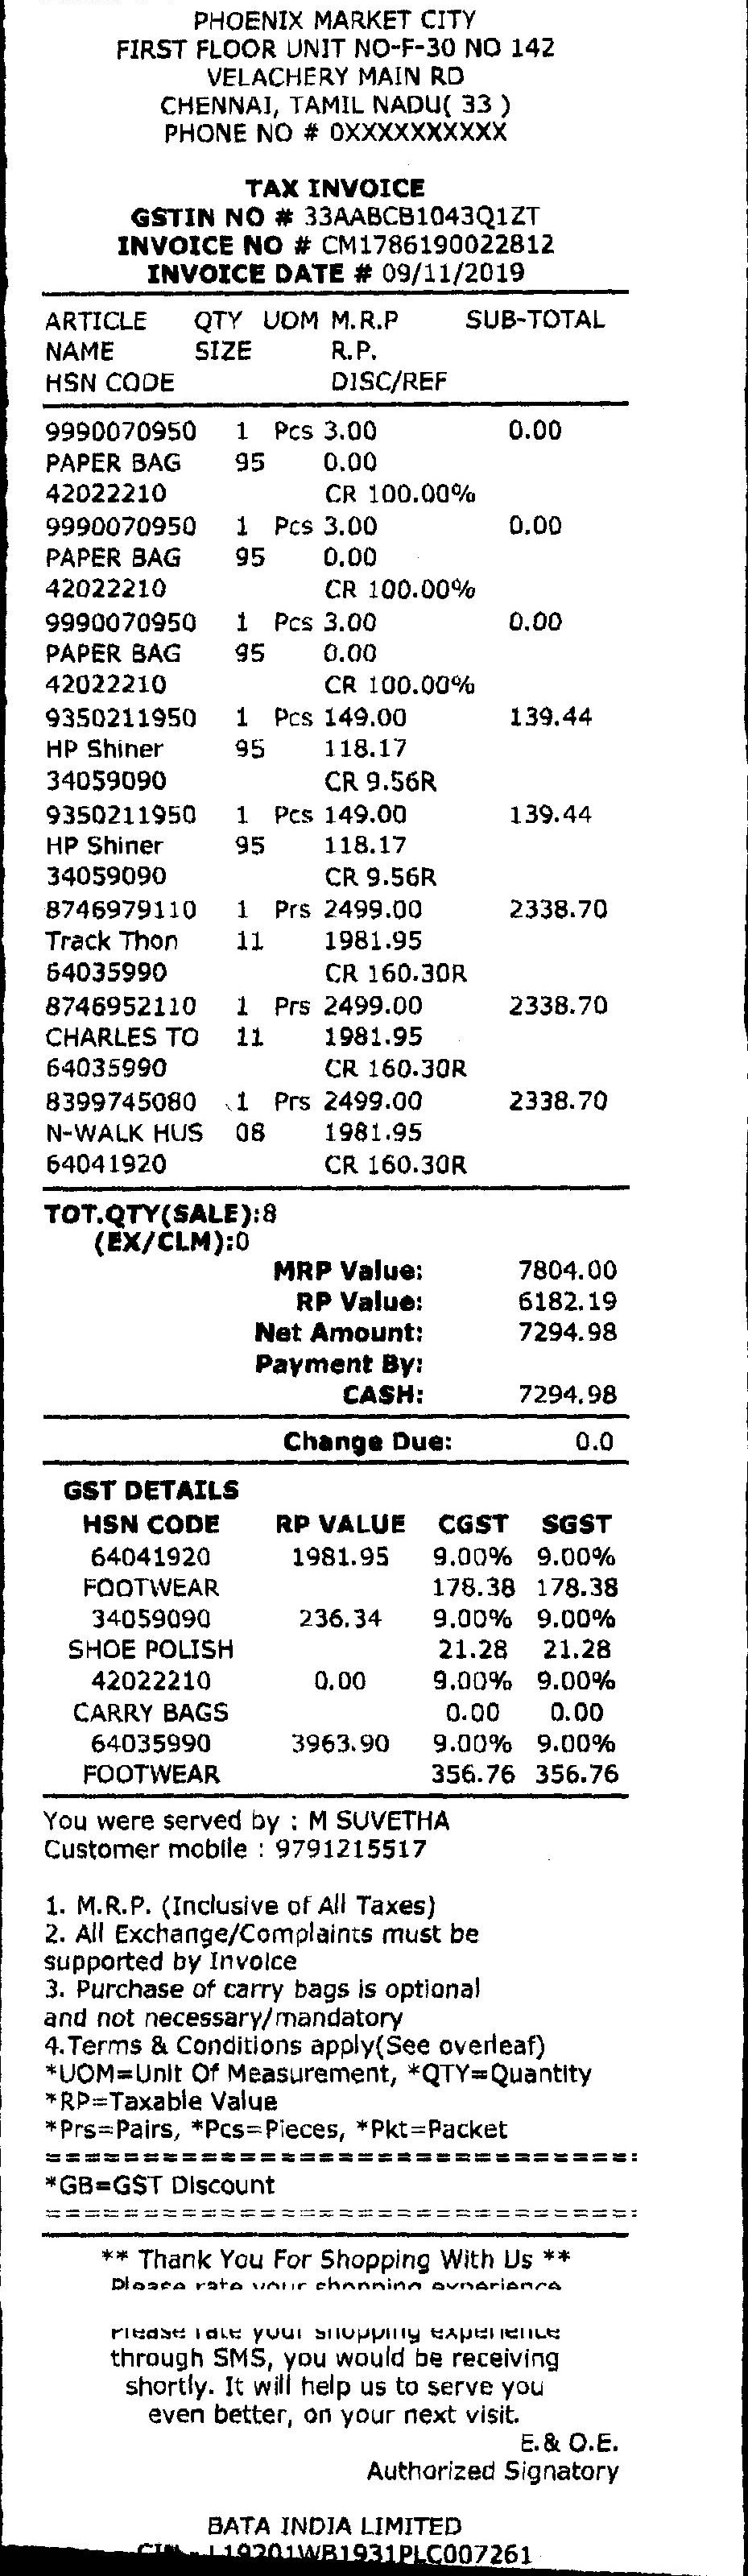 PHOENIX MARKET CITY
FIRST FLOOR UNIT NO-F-30 NO 142
VELACHERY MAIN RD
CHENNAI, TAMIL NADU( 33 )
PHONE NO # 0XXXXXXXXXX
TAX INVOICE
GSTIN NO # 33AABCB1043Q1ZT
INVOICE NO # CM1786190022812
INVOICE DATE # 09/11/2019
ARTICLE QTY UOM M.R.P SUB-TOTAL
NAME SIZE R.P.
HSN CODE DISC/REF
9990070950 1 Pcs 3.00 0.00
PAPER BAG 95 0.00
42022210 CR 100.00%
9990070950 1 Pcs 3.00 0.00
PAPER BAG 95 0.00
42022210 CR 100.00%
9990070950 1 Pcs 3.00 0.00
PAPER BAG 95 0.00
42022210 CR 100.00%
9350211950 1 Pcs 149.00 139.44
HP Shiner 95 118.17
34059090 CR 9.56R
9350211950 1 Pcs 149.00 139.44
HP Shiner 95 118.17
34059090 CR 9.56R
8746979110 1 Prs 2499.00 2338.70
Track Thon 11 1981.95
64035990 CR 160.30R
8746952110 1 Prs 2499.00 2338.70
CHARLES TO 11 1981.95
64035990 CR 160.30R
8399745080 1 Prs 2499.00 2338.70
N-WALK HUS 08 1981.95
64041920 CR 160.30R
TOT.QTY(SALE):8
(EX/CLM):0
MRP Value: 7804.00
RP Value: 6182.19
Net Amount: 7294.98
Payment By:
CASH: 7294.98
Change Due: 0.0
GST DETAILS
HSN CODE RP VALUE CGST SGST
64041920 1981.95 9.00% 9.00%
FOOTWEAR 178.38 178.38
34059090 236.34 9.00% 9.00%
SHOE POLISH 21.28 21.28
42022210 0.00 9.00% 9.00%
CARRY BAGS 0.00 0.00
64035990 3963.90 9.00% 9.00%
FOOTWEAR 356.76 356.76
You were served by : M SUVETHA
Customer mobile : 9791215517
1. M.R.P. (Inclusive of All Taxes)
2. All Exchange/Complaints must be
supported by Invoice
3. Purchase of carry bags is optional
and not necessary/mandatory
4.Terms & Conditions apply(See overleaf)
*UOM=Unit Of Measurement, *QTY=Quantity
*RP=Taxable Value
*Prs=Pairs, *Pcs=Pieces, *Pkt=Packet
===============================
*GB=GST Discount
===============================
** Thank You For Shopping With Us **
Please rate your shopping experience
Please rate your shopping experience
through SMS, you would be receiving
shortly. It will help us to serve you
even better, on your next visit.
E.& O.E.
Authorized Signatory
BATA INDIA LIMITED
CIN - L19201WB1931PLC007261